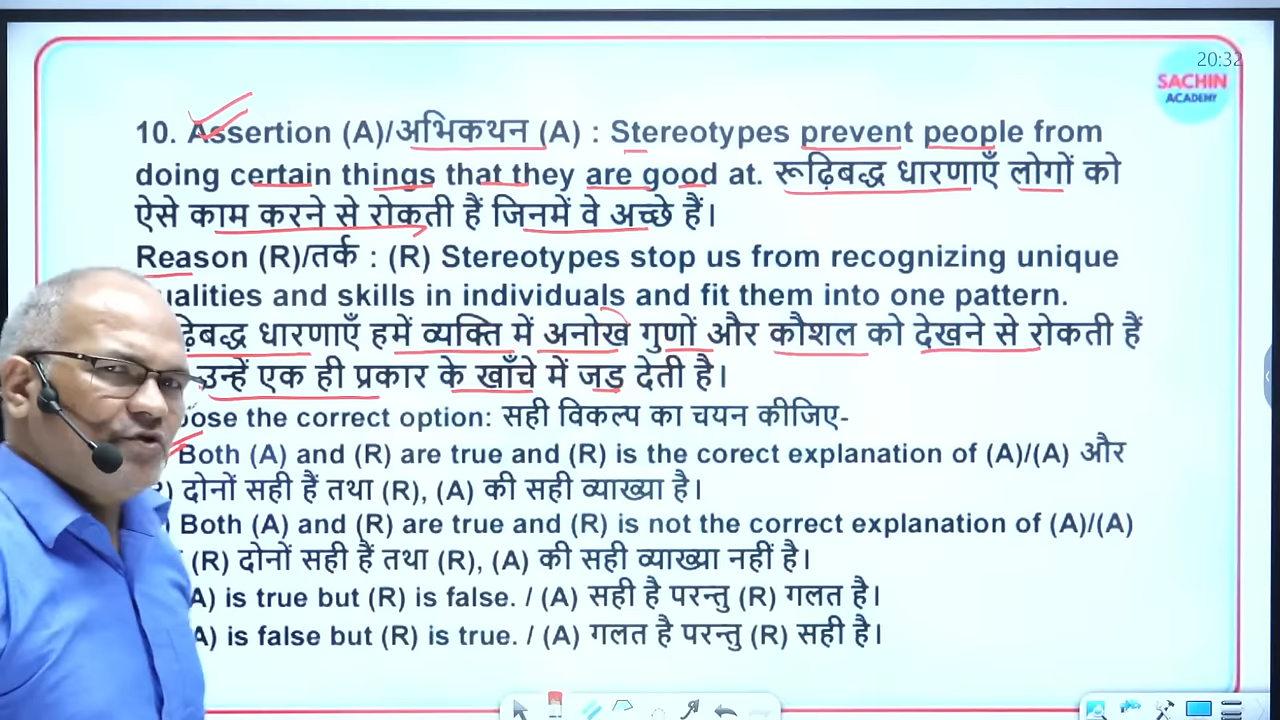 20:32
SACHIN
ACADEMY
10. Assertion (A)/अभिकथन (A) : Stereotypes prevent people from
doing certain things that they are good at. रूढ़िबद्ध धारणाएँ लोगों को
ऐसे काम करने से रोकती हैं जिनमें वे अच्छे हैं।
Reason (R)/तर्क : (R) Stereotypes stop us from recognizing unique
ualities and skills in individuals and fit them into one pattern.
ढ़िबद्ध धारणाएँ हमें व्यक्ति में अनोखे गुणों और कौशल को देखने से रोकती हैं
उन्हें एक ही प्रकार के खाँचे में जड़ देती है।
oose the correct option: सही विकल्प का चयन कीजिए-
Both (A) and (R) are true and (R) is the corect explanation of (A)/(A) और
) दोनों सही हैं तथा (R), (A) की सही व्याख्या है।
) Both (A) and (R) are true and (R) is not the correct explanation of (A)/(A)
(R) दोनों सही हैं तथा (R), (A) की सही व्याख्या नहीं है।
A) is true but (R) is false. / (A) सही है परन्तु (R) गलत है।
A) is false but (R) is true. / (A) गलत है परन्तु (R) सही है।